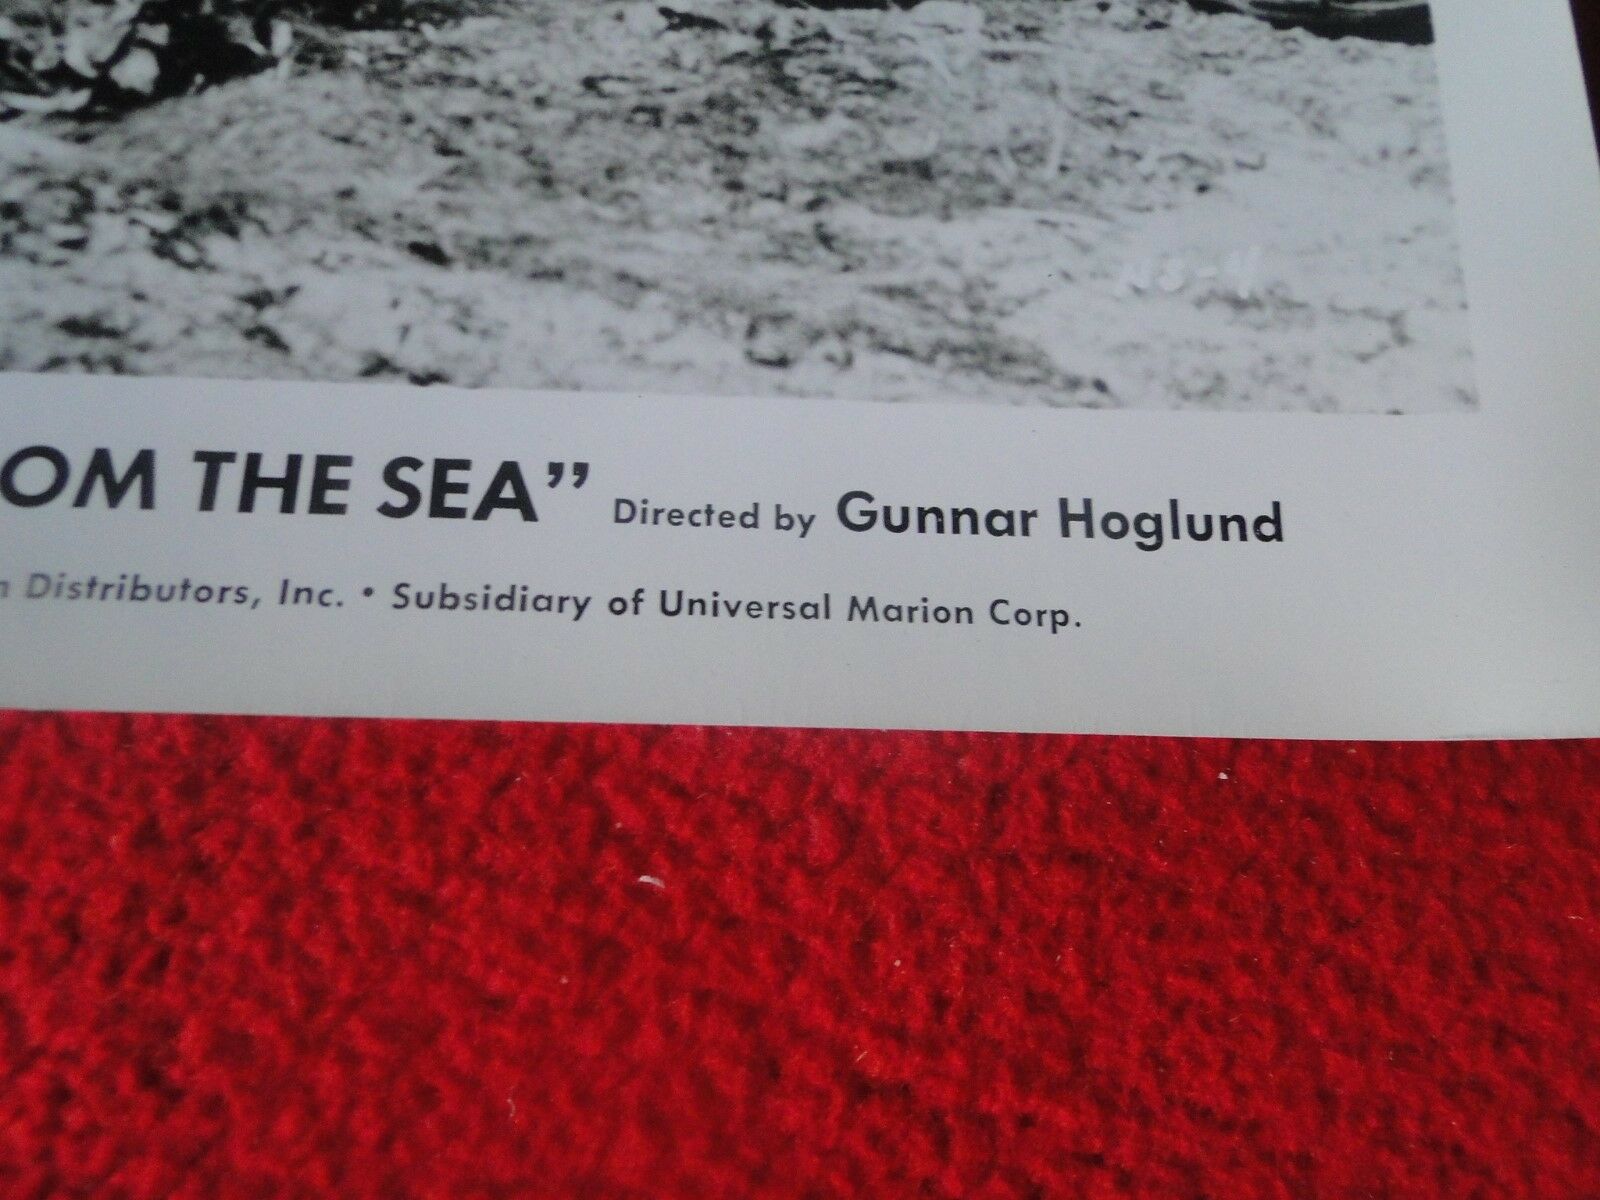 OM THE SEA” Directed by Gunnar Hoglund
Distributors, Inc. • Subsidiary of Universal Marion Corp.